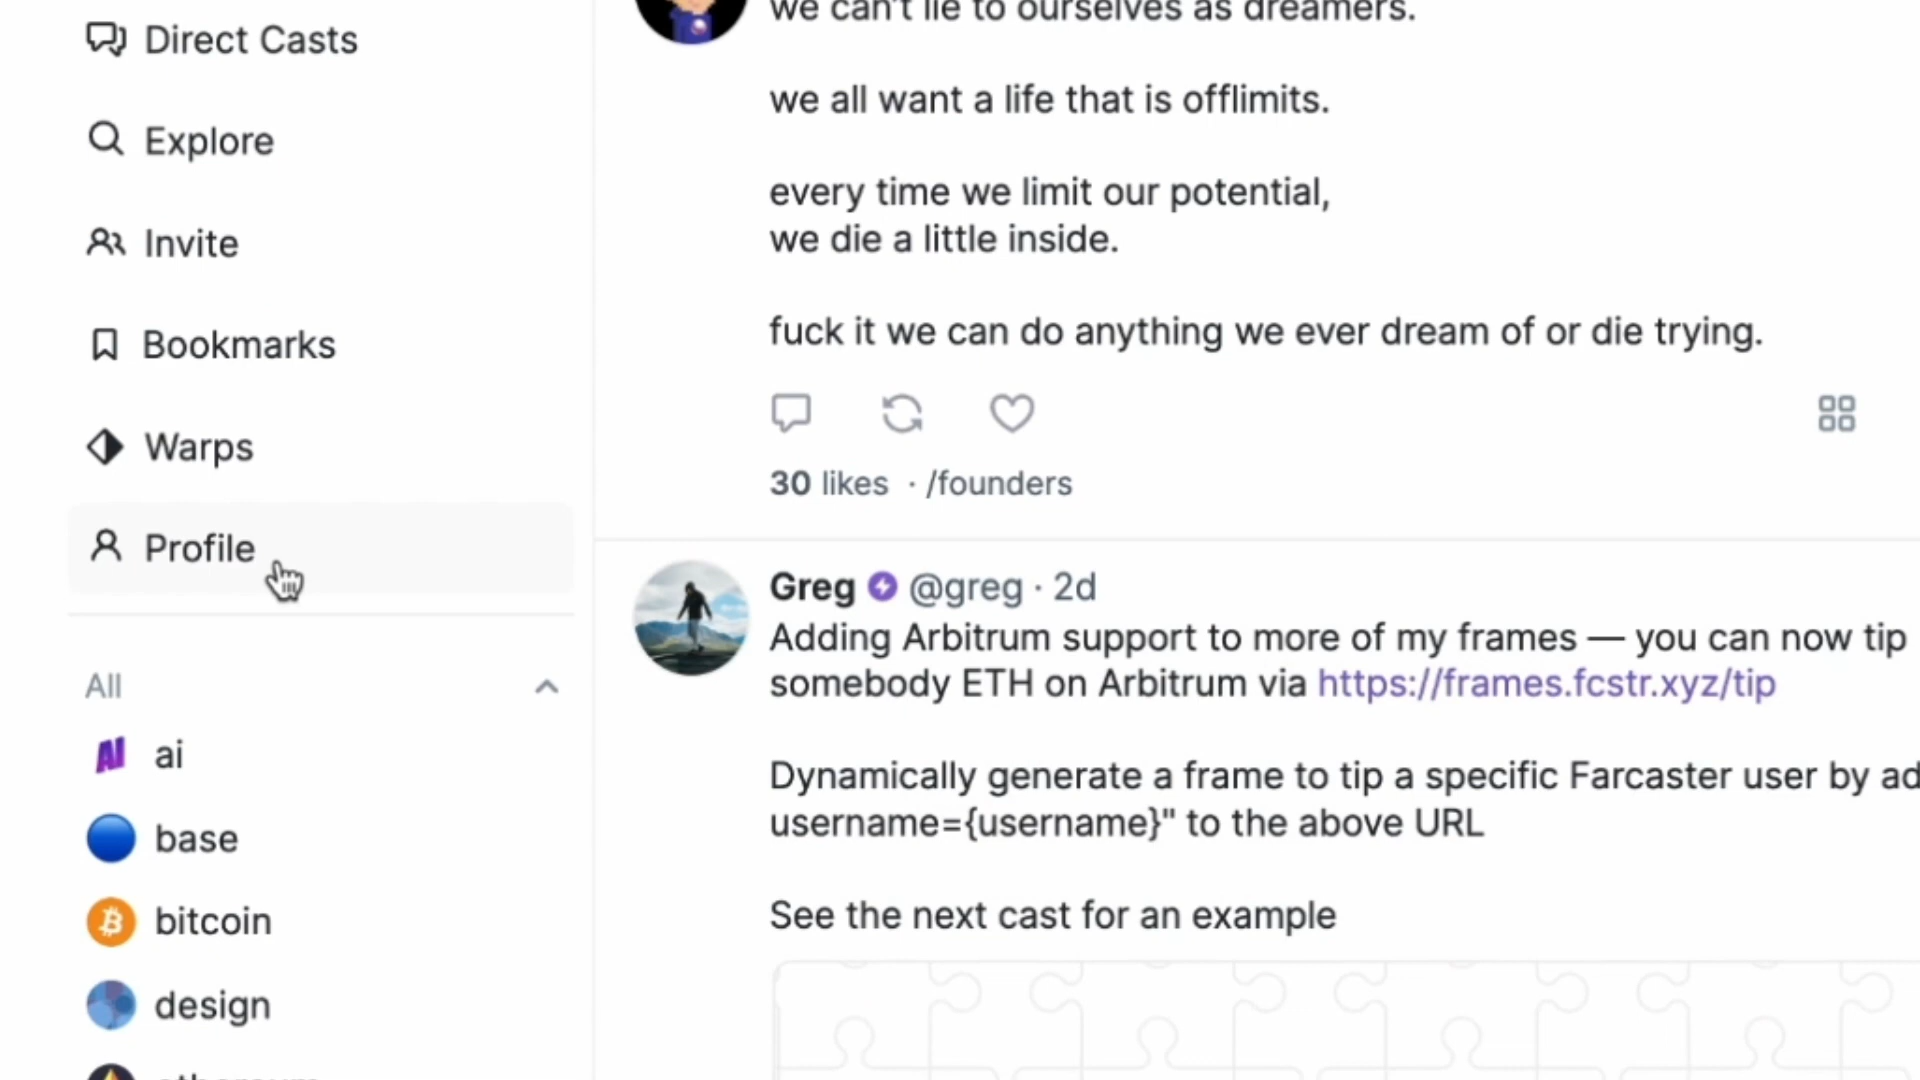 Direct Casts
Explore
Invite
Bookmarks
Warps
Profile
All
AI
ai
base
bitcoin
design
we can't lie to ourselves as dreamers.
we all want a life that is offlimits.
every time we limit our potential,
we die a little inside.
fuck it we can do anything we ever dream of or die trying.
30 likes · /founders
Greg @greg · 2d
Adding Arbitrum support to more of my frames — you can now tip
somebody ETH on Arbitrum via https://frames.fcstr.xyz/tip
Dynamically generate a frame to tip a specific Farcaster user by ad
username={username}" to the above URL
See the next cast for an example